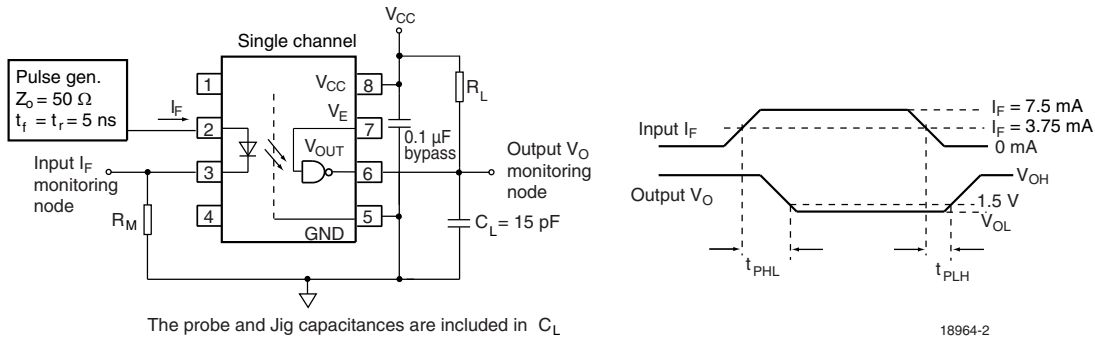 V_CC
Single channel
Pulse gen.
Z_o = 50 Ω
t_f = t_r = 5 ns
I_F
1
2
3
4
V_CC
8
V_E
7
V_OUT
6
5
GND
R_L
0.1 µF
bypass
Input I_F
monitoring
node
R_M
Output V_O
monitoring
node
C_L = 15 pF
The probe and Jig capacitances are included in C_L
Input I_F
I_F = 7.5 mA
I_F = 3.75 mA
0 mA
Output V_O
V_OH
1.5 V
V_OL
t_PHL
t_PLH
18964-2